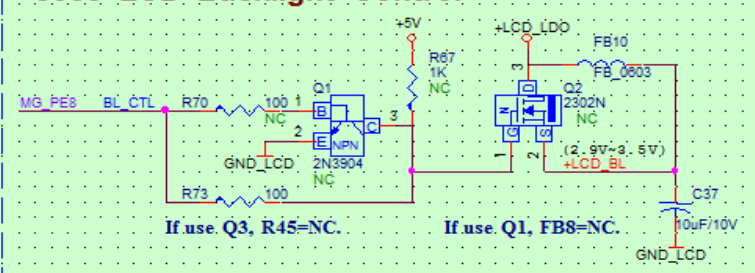 +5V
+LCD_LDO
FB10
FB_0603
R67
1K
NC
3
D
Q1
Q2
MG_PE8
BL_CTL
R70
100
1
B
NC
C
3
N
2302N
NC
2
E
NPN
G
S
GND_LCD
2N3904
NC
1
2
(2.9V~3.5V)
+LCD_BL
R73
100
C37
10uF/10V
If use Q3, R45=NC.
If use Q1, FB8=NC.
GND_LCD